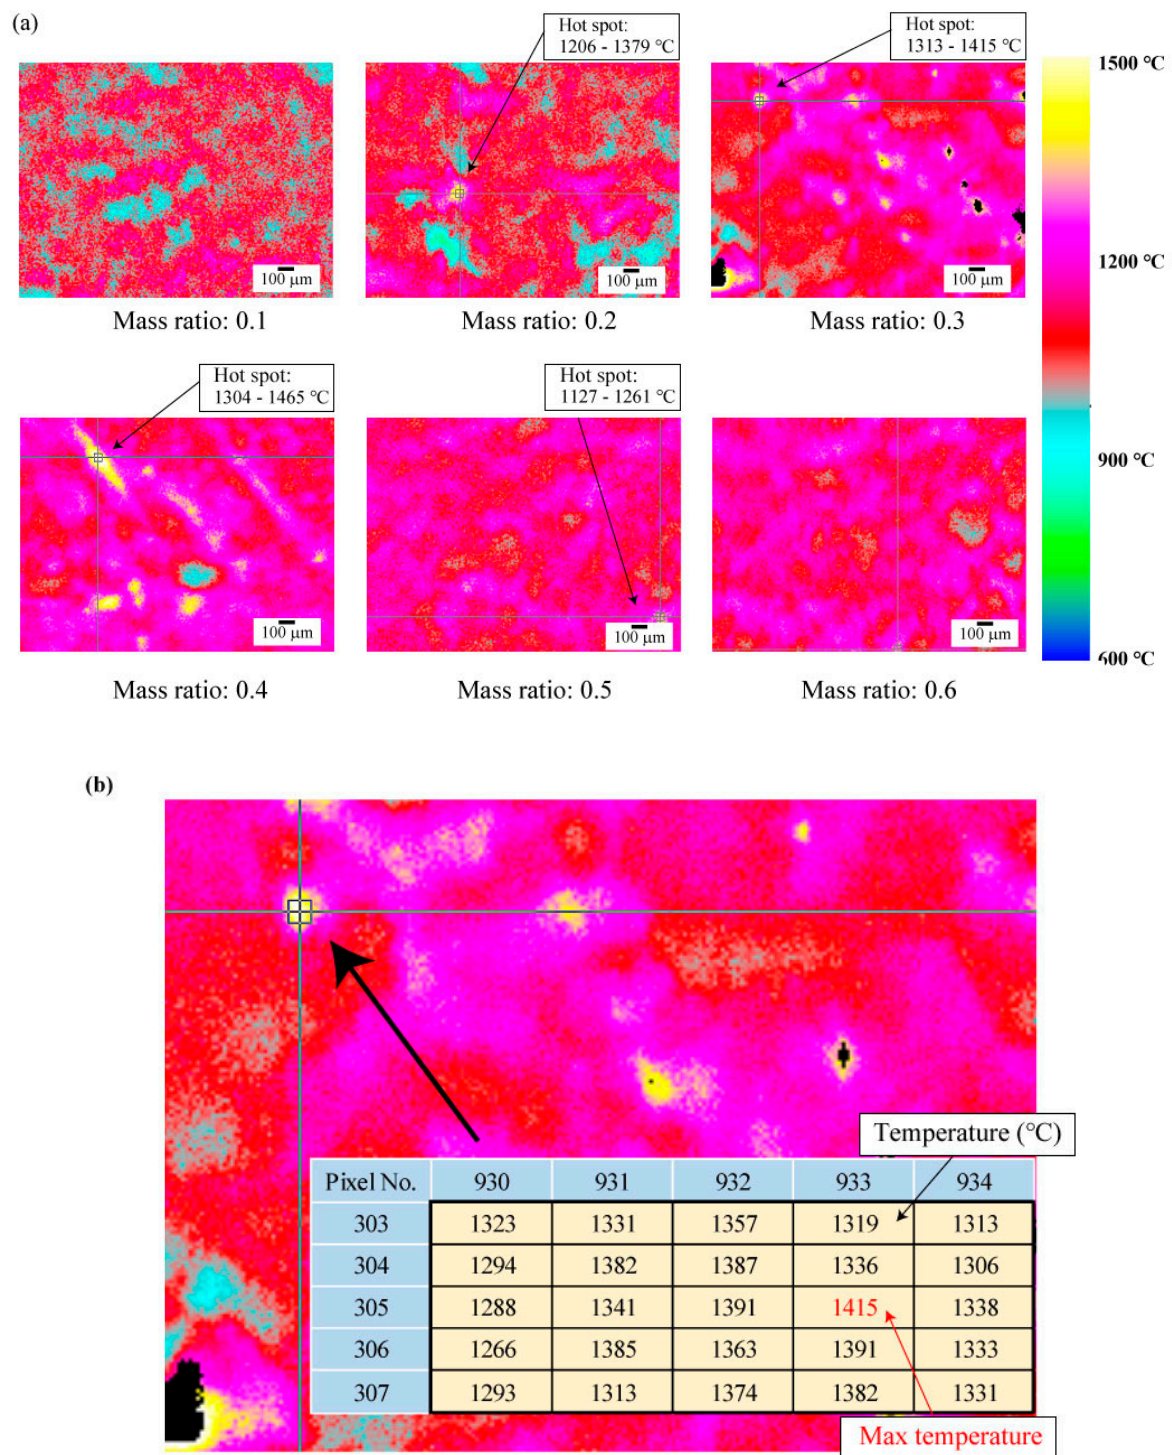 (a)
Hot spot:
1206 - 1379 °C
Hot spot:
1313 - 1415 °C
1500 °C
1200 °C
900 °C
600 °C
100 µm
100 µm
100 µm
Mass ratio: 0.1
Mass ratio: 0.2
Mass ratio: 0.3
Hot spot:
1304 - 1465 °C
Hot spot:
1127 - 1261 °C
100 µm
100 µm
100 µm
Mass ratio: 0.4
Mass ratio: 0.5
Mass ratio: 0.6
(b)
Temperature (°C)
Pixel No. 930 931 932 933 934
303 1323 1331 1357 1319 1313
304 1294 1382 1387 1336 1306
305 1288 1341 1391 1415 1338
306 1266 1385 1363 1391 1333
307 1293 1313 1374 1382 1331
Max temperature